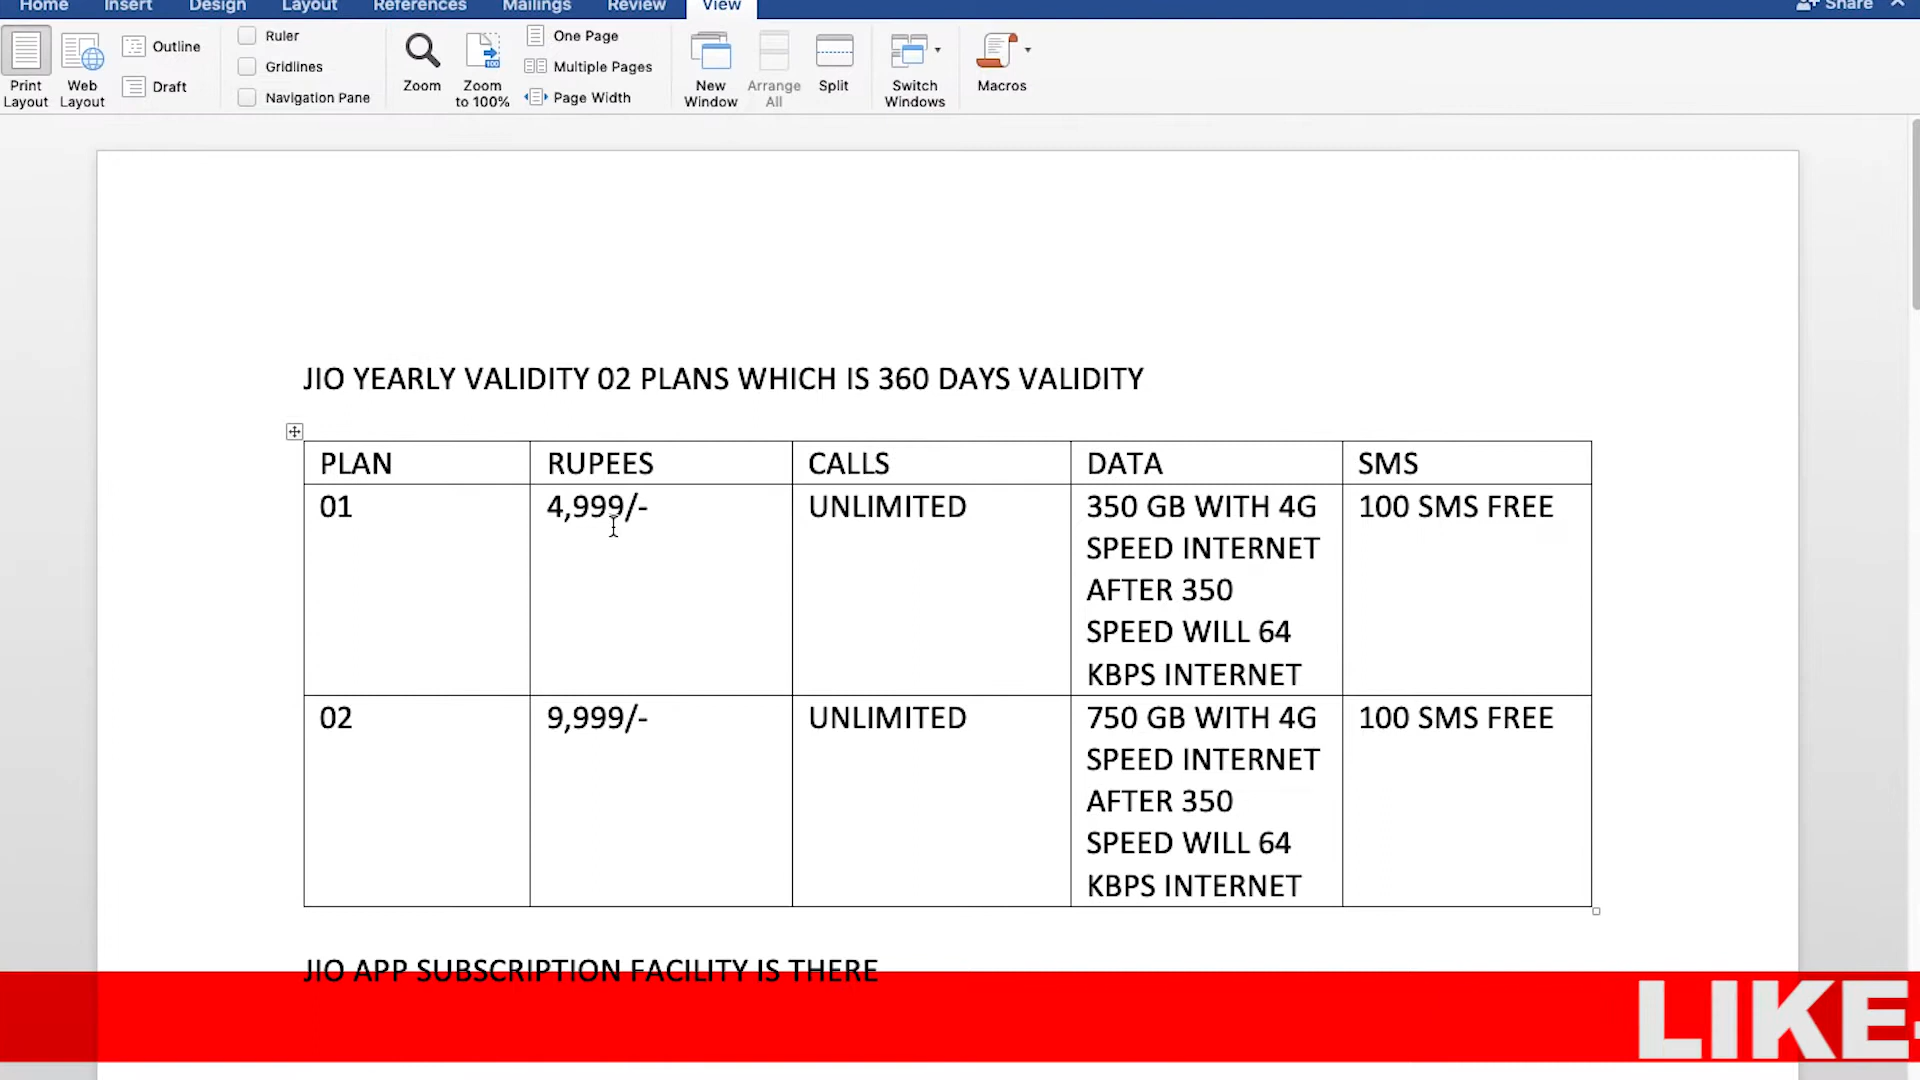 Home Insert Design Layout References Mailings Review View Share
Print Layout
Web Layout
Outline
Draft
Ruler
Gridlines
Navigation Pane
Zoom
Zoom to 100%
One Page
Multiple Pages
Page Width
New Window
Arrange All
Split
Switch Windows
Macros
JIO YEARLY VALIDITY 02 PLANS WHICH IS 360 DAYS VALIDITY
PLAN RUPEES CALLS DATA SMS
01 4,999/- UNLIMITED 350 GB WITH 4G 100 SMS FREE
SPEED INTERNET
AFTER 350
SPEED WILL 64
KBPS INTERNET
02 9,999/- UNLIMITED 750 GB WITH 4G 100 SMS FREE
SPEED INTERNET
AFTER 350
SPEED WILL 64
KBPS INTERNET
JIO APP SUBSCRIPTION FACILITY IS THERE
LIKE